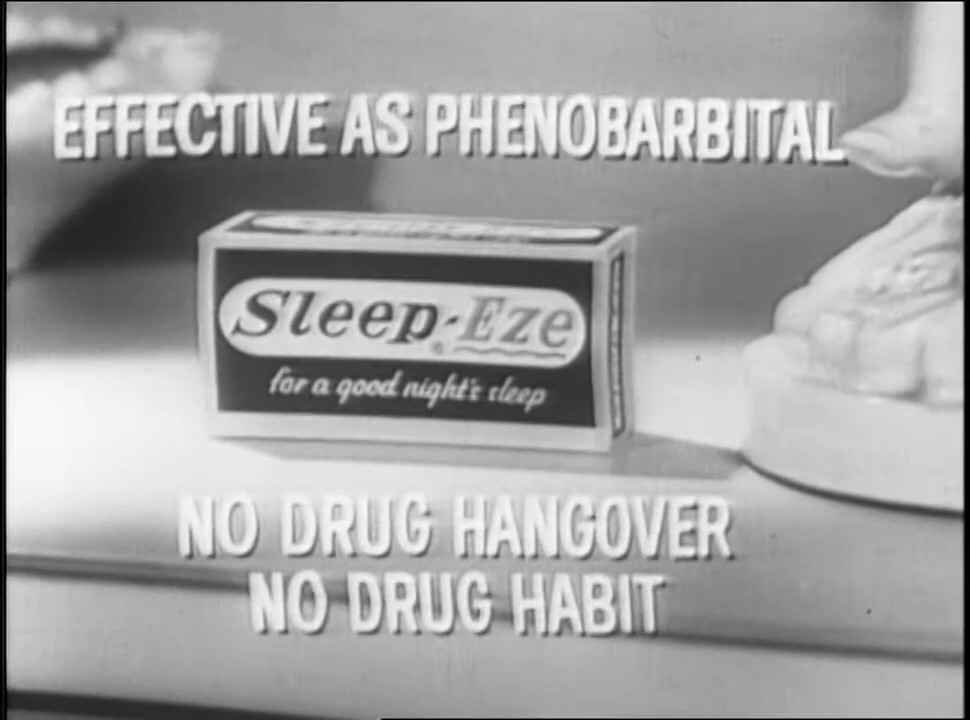 EFFECTIVE AS PHENOBARBITAL
Sleep-Eze®
for a good night's sleep
NO DRUG HANGOVER
NO DRUG HABIT